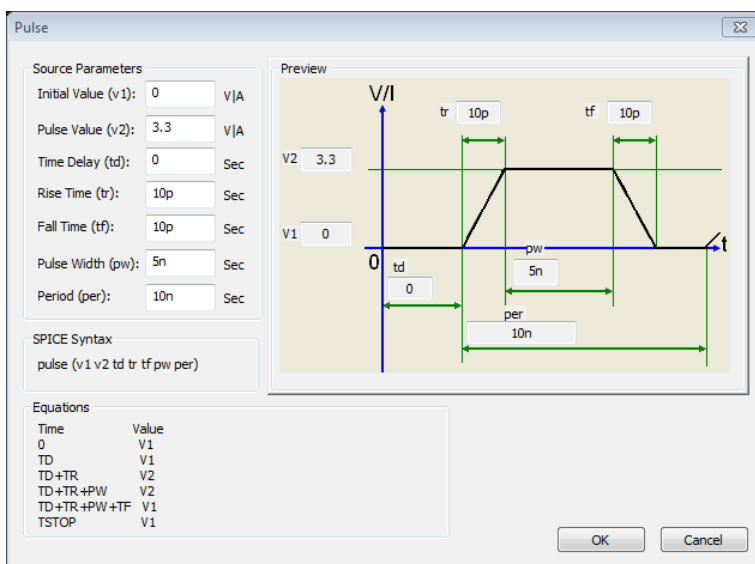 Pulse
Source Parameters
Initial Value (v1): 0 V|A
Pulse Value (v2): 3.3 V|A
Time Delay (td): 0 Sec
Rise Time (tr): 10p Sec
Fall Time (tf): 10p Sec
Pulse Width (pw): 5n Sec
Period (per): 10n Sec
SPICE Syntax
pulse (v1 v2 td tr tf pw per)
Equations
Time Value
0 V1
TD V1
TD+TR V2
TD+TR+PW V2
TD+TR+PW+TF V1
TSTOP V1
Preview
V/I
tr 10p tf 10p
V2 3.3
V1 0
0 t
td pw
0 5n
per
10n
OK Cancel